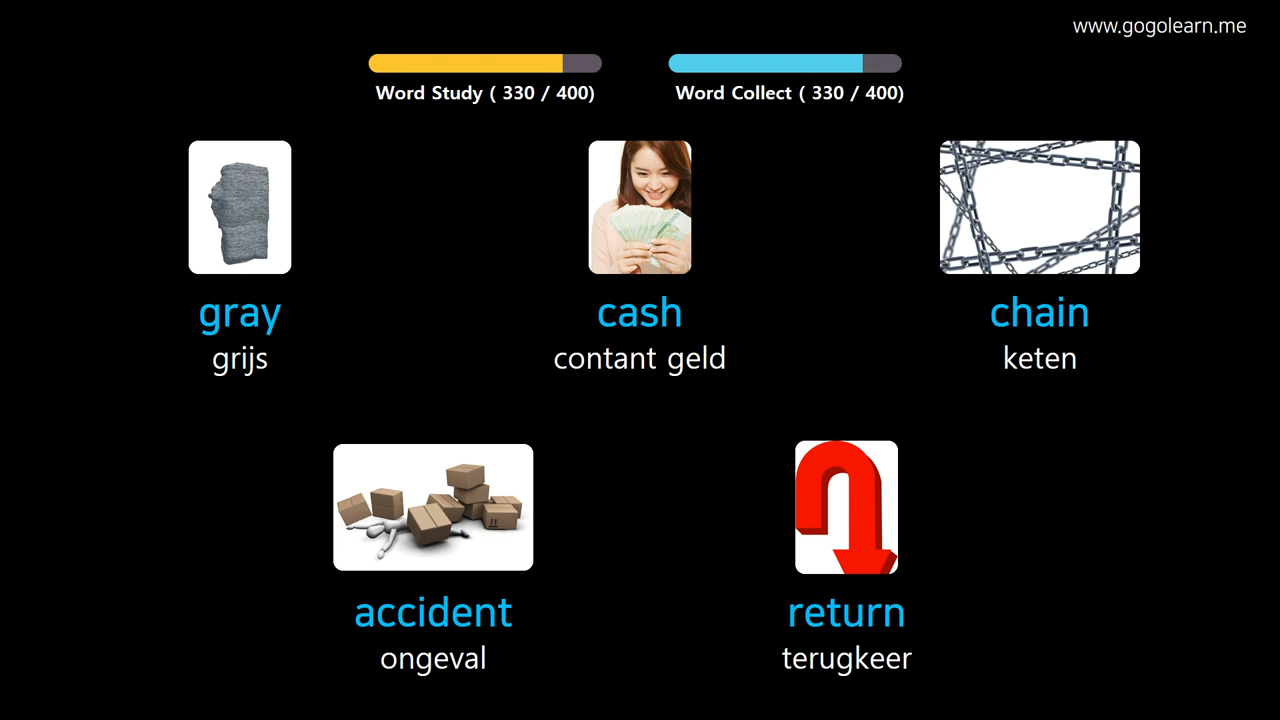 www.gogolearn.me
Word Study ( 330 / 400)
Word Collect ( 330 / 400)
gray
grijs
cash
contant geld
chain
keten
accident
ongeval
return
terugkeer